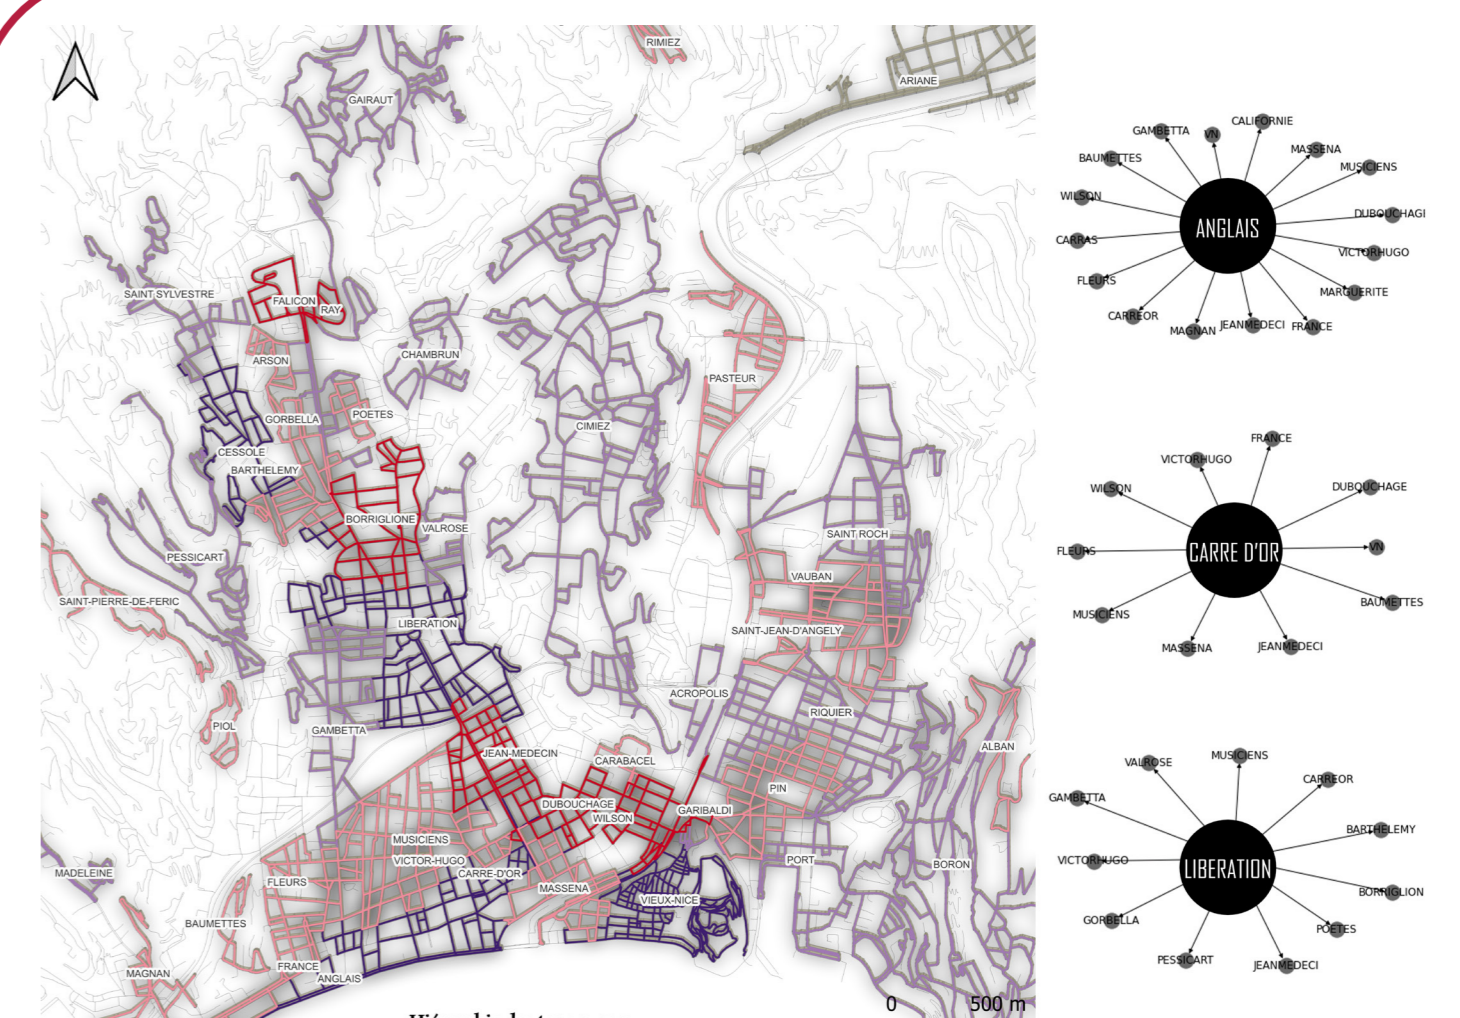 RIMIEZ
ARIANE
GAIRAUT
SAINT SYLVESTRE
FALICON
RAY
ARSON
CHAMBRUN
PASTEUR
GORBELLA
POETES
CIMIEZ
CESSOLE
BARTHELEMY
BORRIGLIONE
VALROSE
SAINT ROCH
PESSICART
VAUBAN
SAINT-PIERRE-DE-FERIC
LIBERATION
SAINT-JEAN-D'ANGELY
ACROPOLIS
RIQUIER
PIOL
GAMBETTA
ALBAN
JEAN-MEDECIN
CARABACEL
PIN
DUBOUCHAGE
WILSON
GARIBALDI
MUSICIENS
VICTOR-HUGO
CARRE-D'OR
PORT
BORON
MADELEINE
FLEURS
MASSENA
VIEUX-NICE
BAUMETTES
FRANCE
MAGNAN
ANGLAIS
0 500 m
CALIFORNIE
GAMBETTA
VN
MASSENA
BAUMETTES
MUSICIENS
WILSON
DUBOUCHAGI
ANGLAIS
CARRAS
VICTORHUGO
FLEURS
MARGUERITE
CARREOR
MAGNAN
JEANMEDECI
FRANCE
FRANCE
VICTORHUGO
WILSON
DUBOUCHAGE
FLEURS
CARRE D'OR
VN
BAUMETTES
MUSICIENS
MASSENA
JEANMEDECI
MUSICIENS
VALROSE
CARREOR
GAMBETTA
BARTHELEMY
VICTORHUGO
LIBERATION
BORRIGLION
GORBELLA
POETES
PESSICART
JEANMEDECI